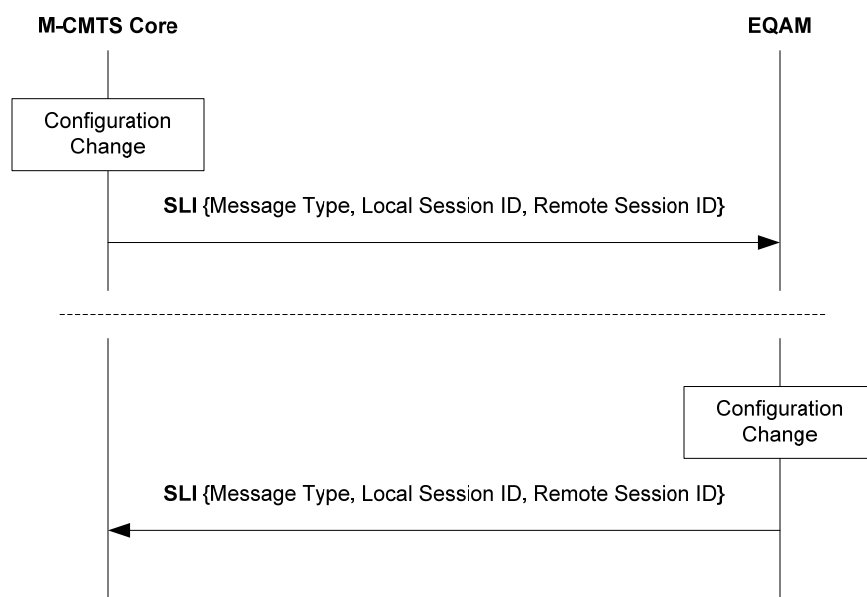 M-CMTS Core
EQAM
Configuration
Change
SLI {Message Type, Local Session ID, Remote Session ID}
Configuration
Change
SLI {Message Type, Local Session ID, Remote Session ID}